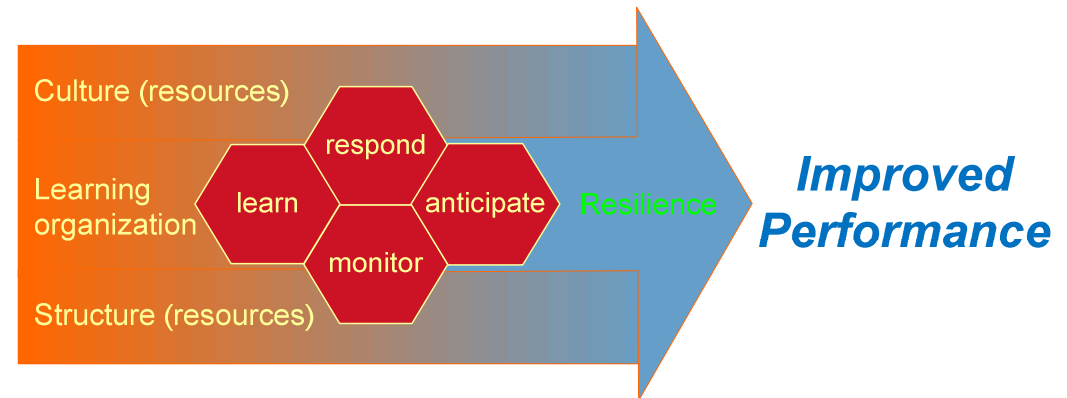 Culture (resources)
respond
Learning
organization
learn
anticipate
Resilience
monitor
Structure (resources)
Improved
Performance